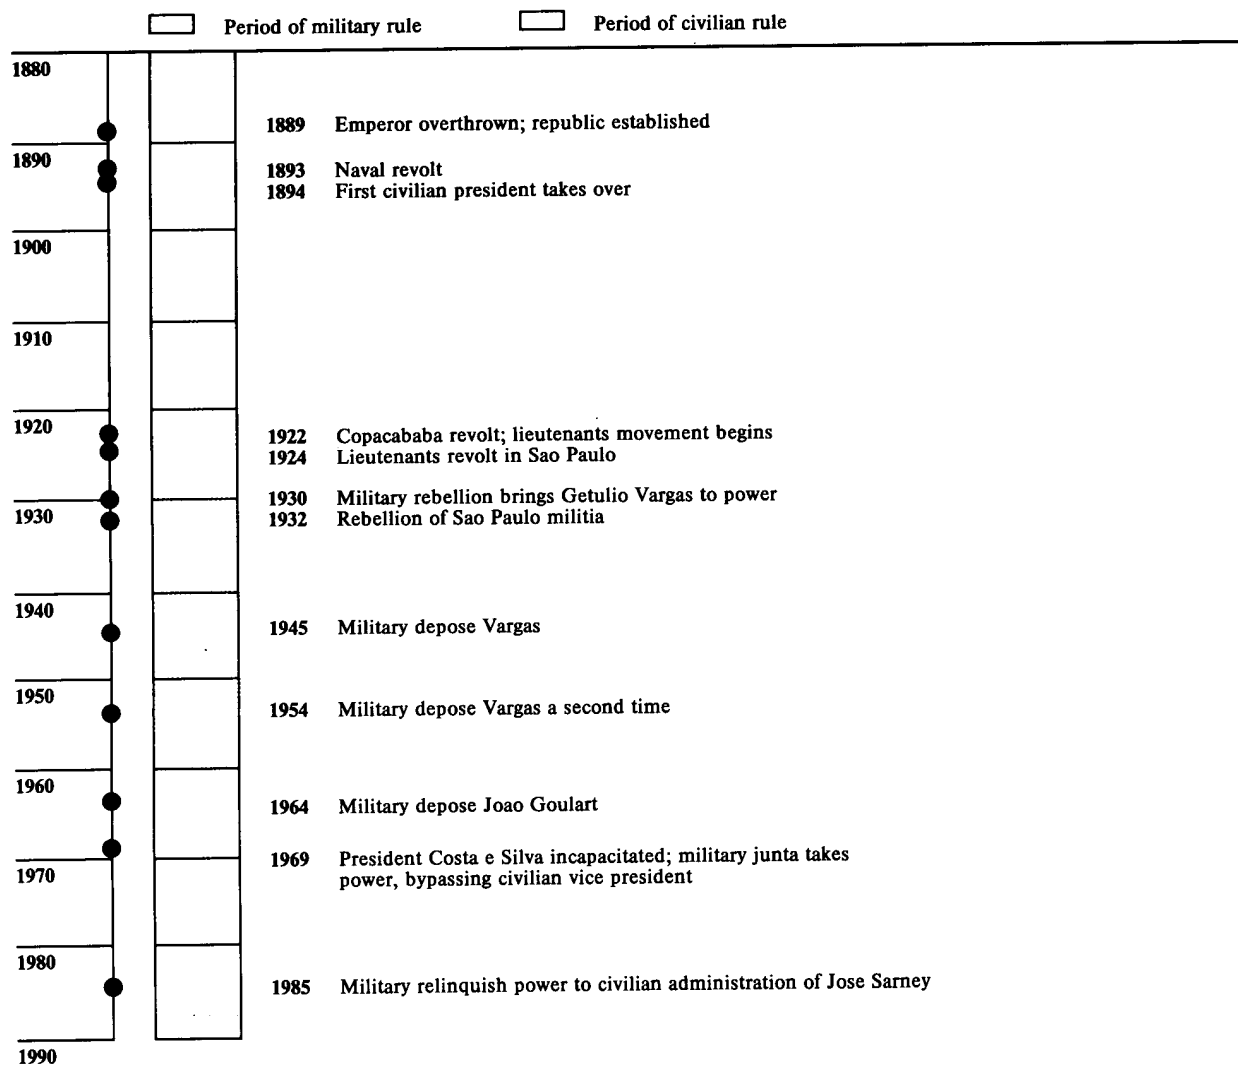 Period of military rule Period of civilian rule
1880
1889 Emperor overthrown; republic established
1890
1893 Naval revolt
1894 First civilian president takes over
1900
1910
1920
1922 Copacababa revolt; lieutenants movement begins
1924 Lieutenants revolt in Sao Paulo
1930 Military rebellion brings Getulio Vargas to power
1930
1932 Rebellion of Sao Paulo militia
1940
1945 Military depose Vargas
1950
1954 Military depose Vargas a second time
1960
1964 Military depose Joao Goulart
1969 President Costa e Silva incapacitated; military junta takes
power, bypassing civilian vice president
1970
1980
1985 Military relinquish power to civilian administration of Jose Sarney
1990